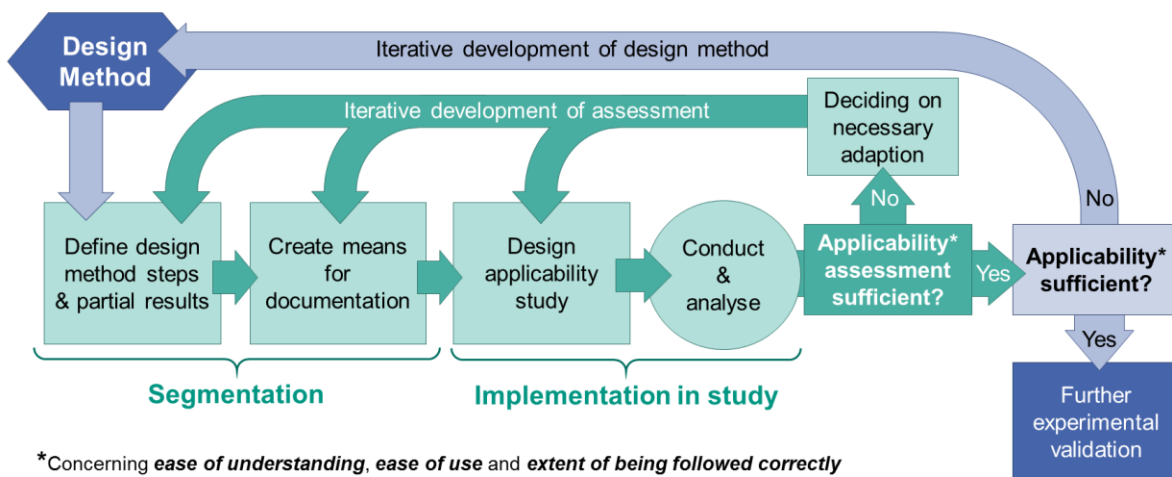 Design
Method
Iterative development of design method
Iterative development of assessment
Deciding on
necessary
adaption
No
No
Define design
method steps
& partial results
Create means
for
documentation
Design
applicability
study
Conduct
&
analyse
Applicability*
assessment
sufficient?
Yes
Applicability*
sufficient?
Yes
Segmentation
Implementation in study
Further
experimental
validation
*Concerning ease of understanding, ease of use and extent of being followed correctly